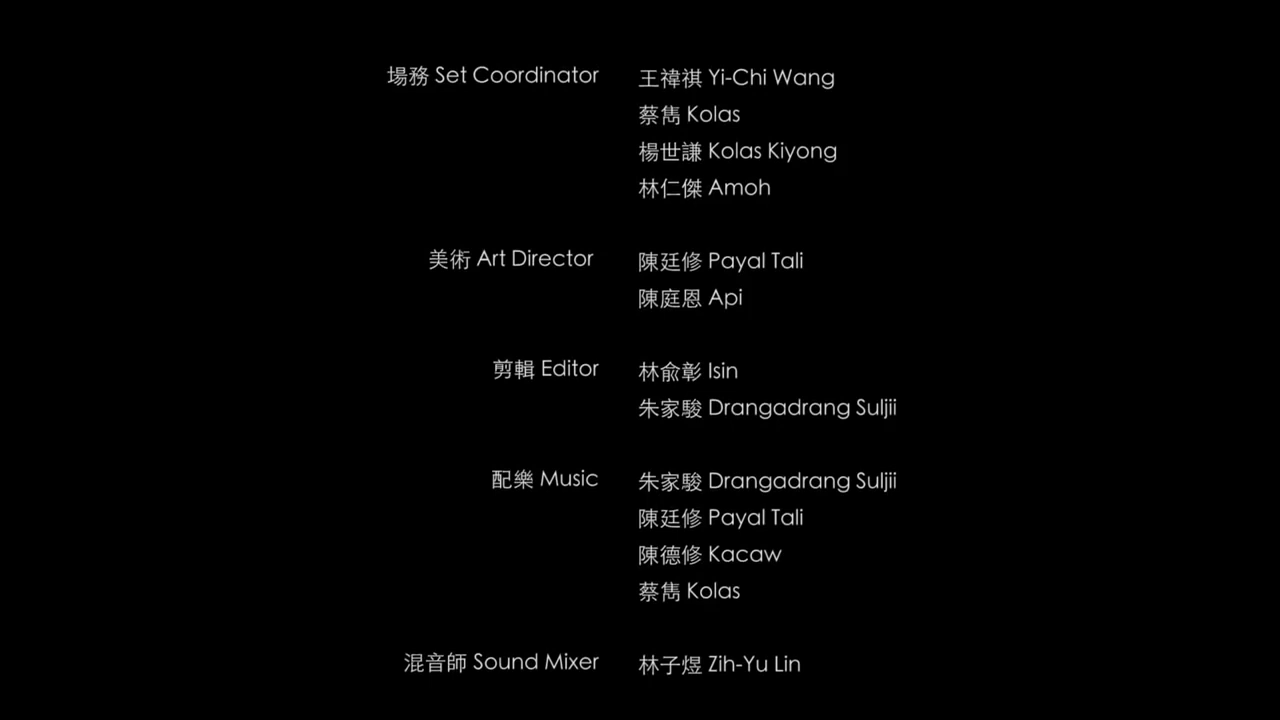 場務 Set Coordinator 王禕祺 Yi-Chi Wang
蔡雋 Kolas
楊世謙 Kolas Kiyong
林仁傑 Amoh
美術 Art Director 陳廷修 Payal Tali
陳庭恩 Api
剪輯 Editor 林俞彰 Isin
朱家駿 Drangadrang Suljii
配樂 Music 朱家駿 Drangadrang Suljii
陳廷修 Payal Tali
陳德修 Kacaw
蔡雋 Kolas
混音師 Sound Mixer 林子煜 Zih-Yu Lin